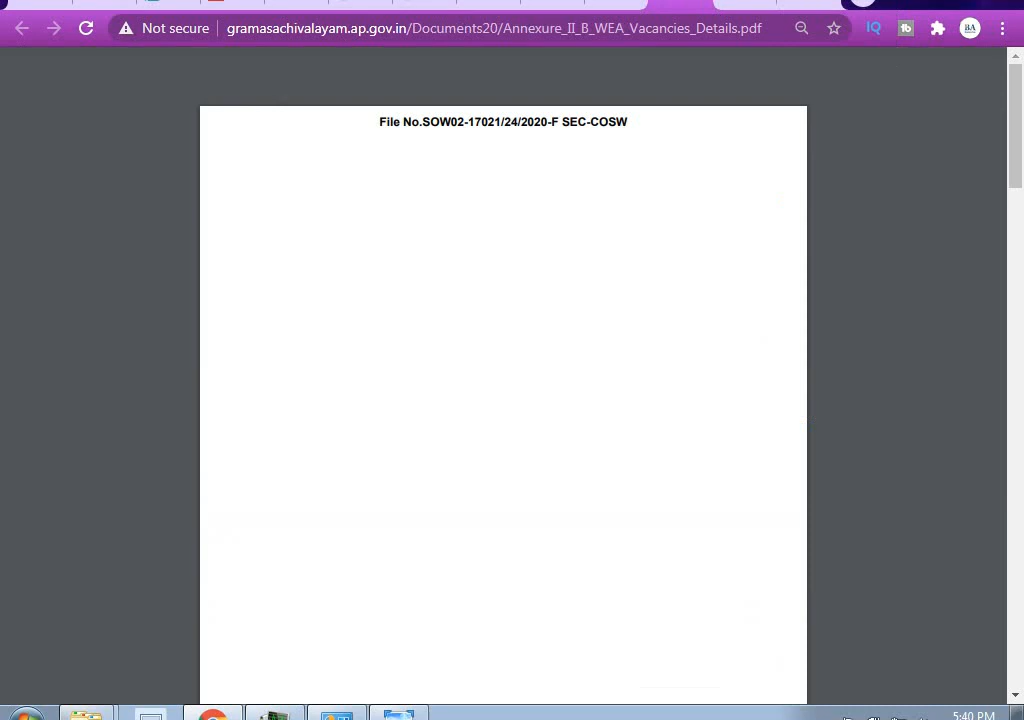 Not secure gramasachivalayam.ap.gov.in/Documents20/Annexure_II_B_WEA_Vacancies_Details.pdf
File No.SOW02-17021/24/2020-F SEC-COSW
5:40 PM